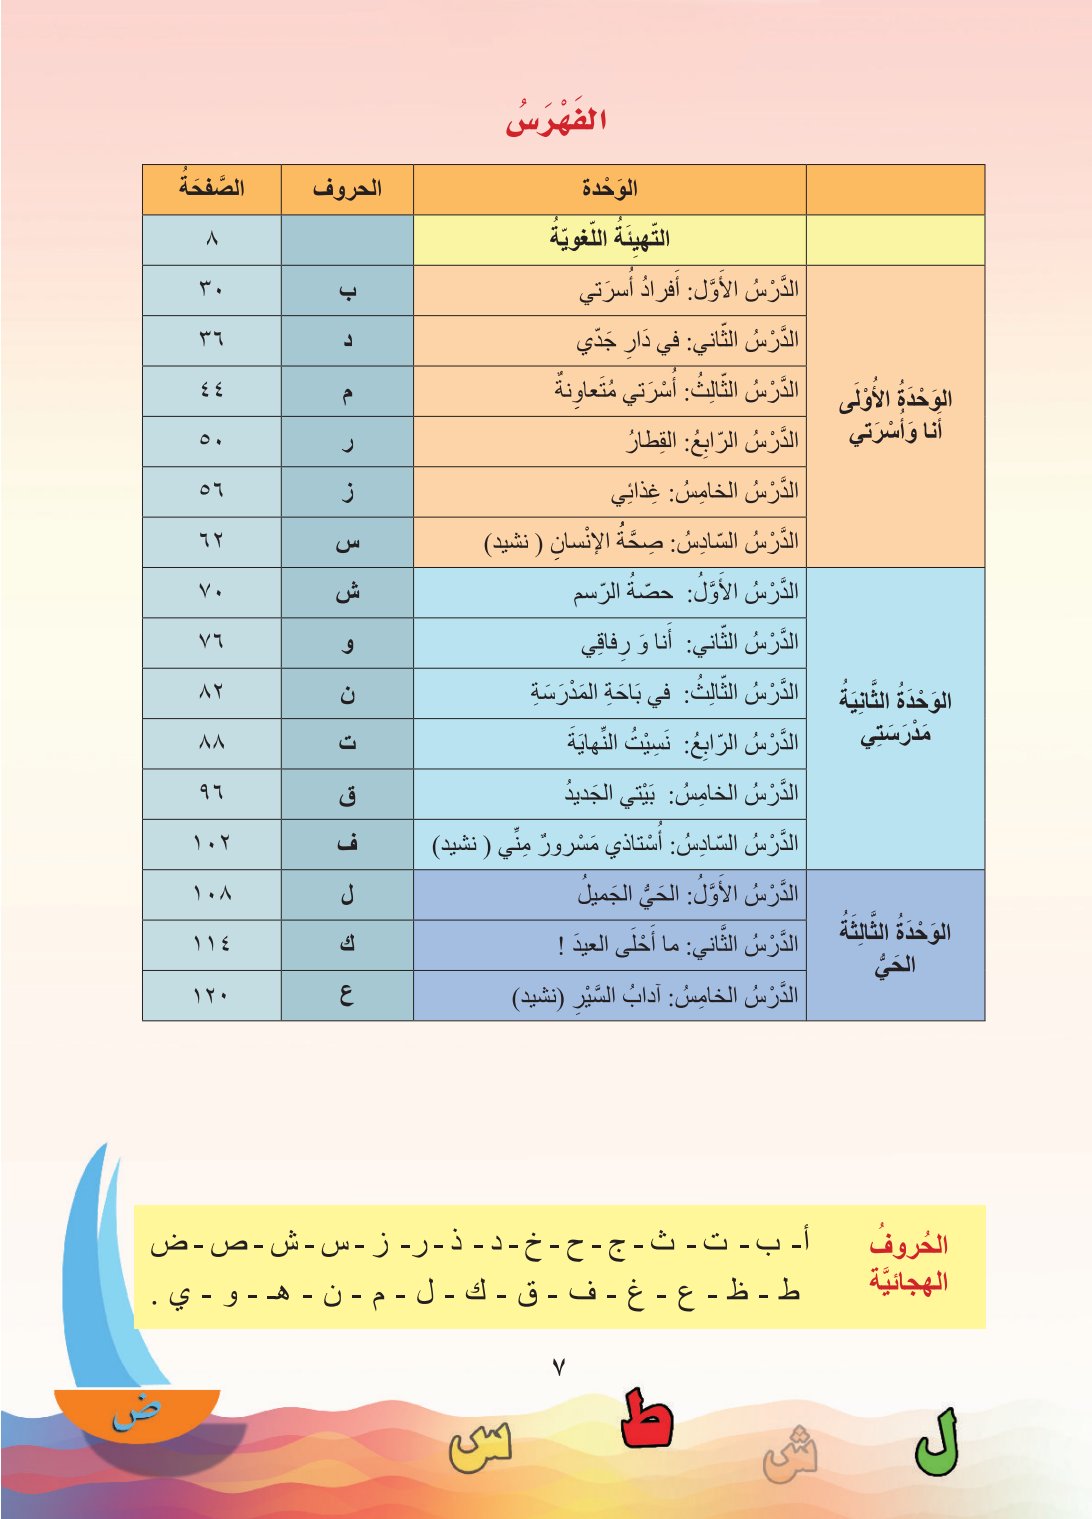 الفَهْرَسُ
الوَحْدة الحروف الصَّفحَةُ
التّهيِئَةُ اللّغويّةُ ٨
الوَحْدَةُ الأُوْلَى
أنا وَأُسْرَتي
الدَّرْسُ الأَوَّل: أَفرادُ أُسرَتي ب ٣٠
الدَّرْسُ الثّاني: في دَارِ جَدّي د ٣٦
الدَّرْسُ الثّالِثُ: أُسْرَتي مُتَعاوِنةٌ م ٤٤
الدَّرْسُ الرّابِعُ: القِطارُ ر ٥٠
الدَّرْسُ الخامِسُ: غِذائِي ز ٥٦
الدَّرْسُ السّادِسُ: صِحَّةُ الإنْسانِ ( نشيد) س ٦٢
الوَحْدَةُ الثَّانِيَةُ
مَدْرَسَتِي
الدَّرْسُ الأَوَّلُ: حصّةُ الرّسم ش ٧٠
الدَّرْسُ الثّاني: أَنا وَ رِفاقِي و ٧٦
الدَّرْسُ الثّالِثُ: في بَاحَةِ المَدْرَسَةِ ن ٨٢
الدَّرْسُ الرّابِعُ: نَسِيْتُ النِّهايَةَ ت ٨٨
الدَّرْسُ الخامِسُ: بَيْتي الجَديدُ ق ٩٦
الدَّرْسُ السّادِسُ: أُسْتاذي مَسْرورٌ مِنِّي ( نشيد) ف ١٠٢
الوَحْدَةُ الثَّالِثَةُ
الحَيُّ
الدَّرْسُ الأَوَّلُ: الحَيُّ الجَميلُ ل ١٠٨
الدَّرْسُ الثَّاني: ما أَحْلَى العيدَ ! ك ١١٤
الدَّرْسُ الخامِسُ: آدابُ السَّيْرِ (نشيد) ع ١٢٠
الحُروفُ
الهجائيَّة
أ- ب - ت - ث - ج - ح - خ - د - ذ - ر- ز - س - ش - ص - ض
ط - ظ - ع - غ - ف - ق - ك - ل - م - ن - هـ - و - ي .
٧
ل ش ط س ض